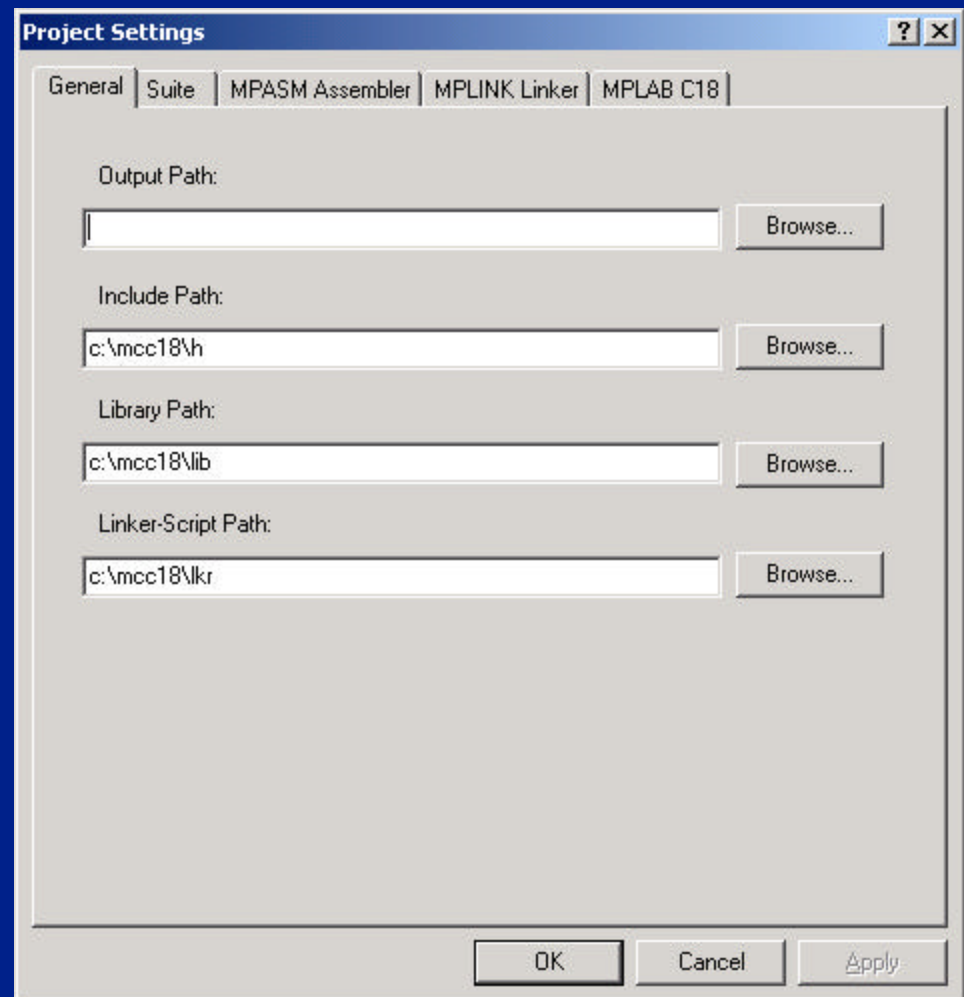 Project Settings
General Suite MPASM Assembler MPLINK Linker MPLAB C18
Output Path:
Browse...
Include Path:
c:\mcc18\h Browse...
Library Path:
c:\mcc18\lib Browse...
Linker-Script Path:
c:\mcc18\lkr Browse...
OK Cancel Apply